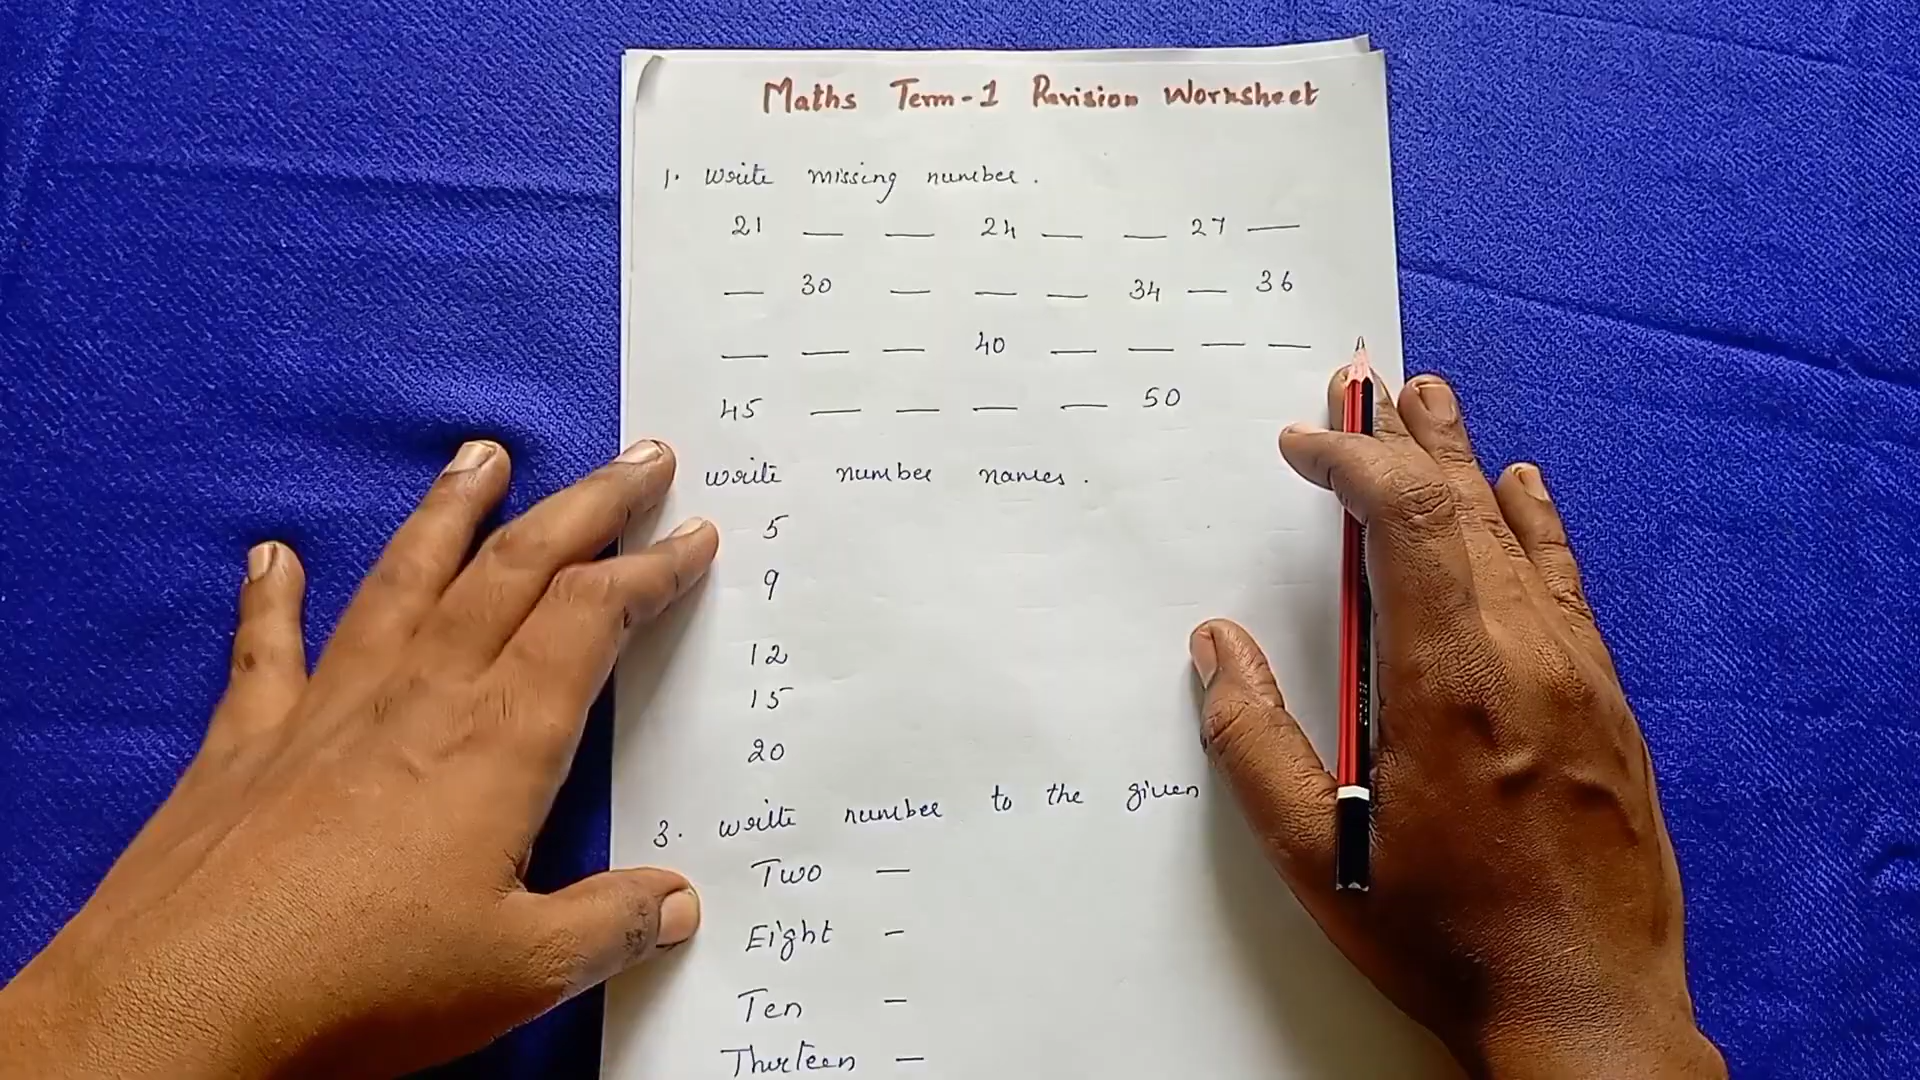 Maths Term-1 Revision Worksheet
1. Write missing number.
21 __ __ 24 __ __ 27 __
__ 30 __ __ __ 34 __ 36
__ __ __ 40 __ __ __ __
45 __ __ __ __ 50
write number names.
5
9
12
15
20
3. write number to the given
Two —
Eight —
Ten —
Thirteen —